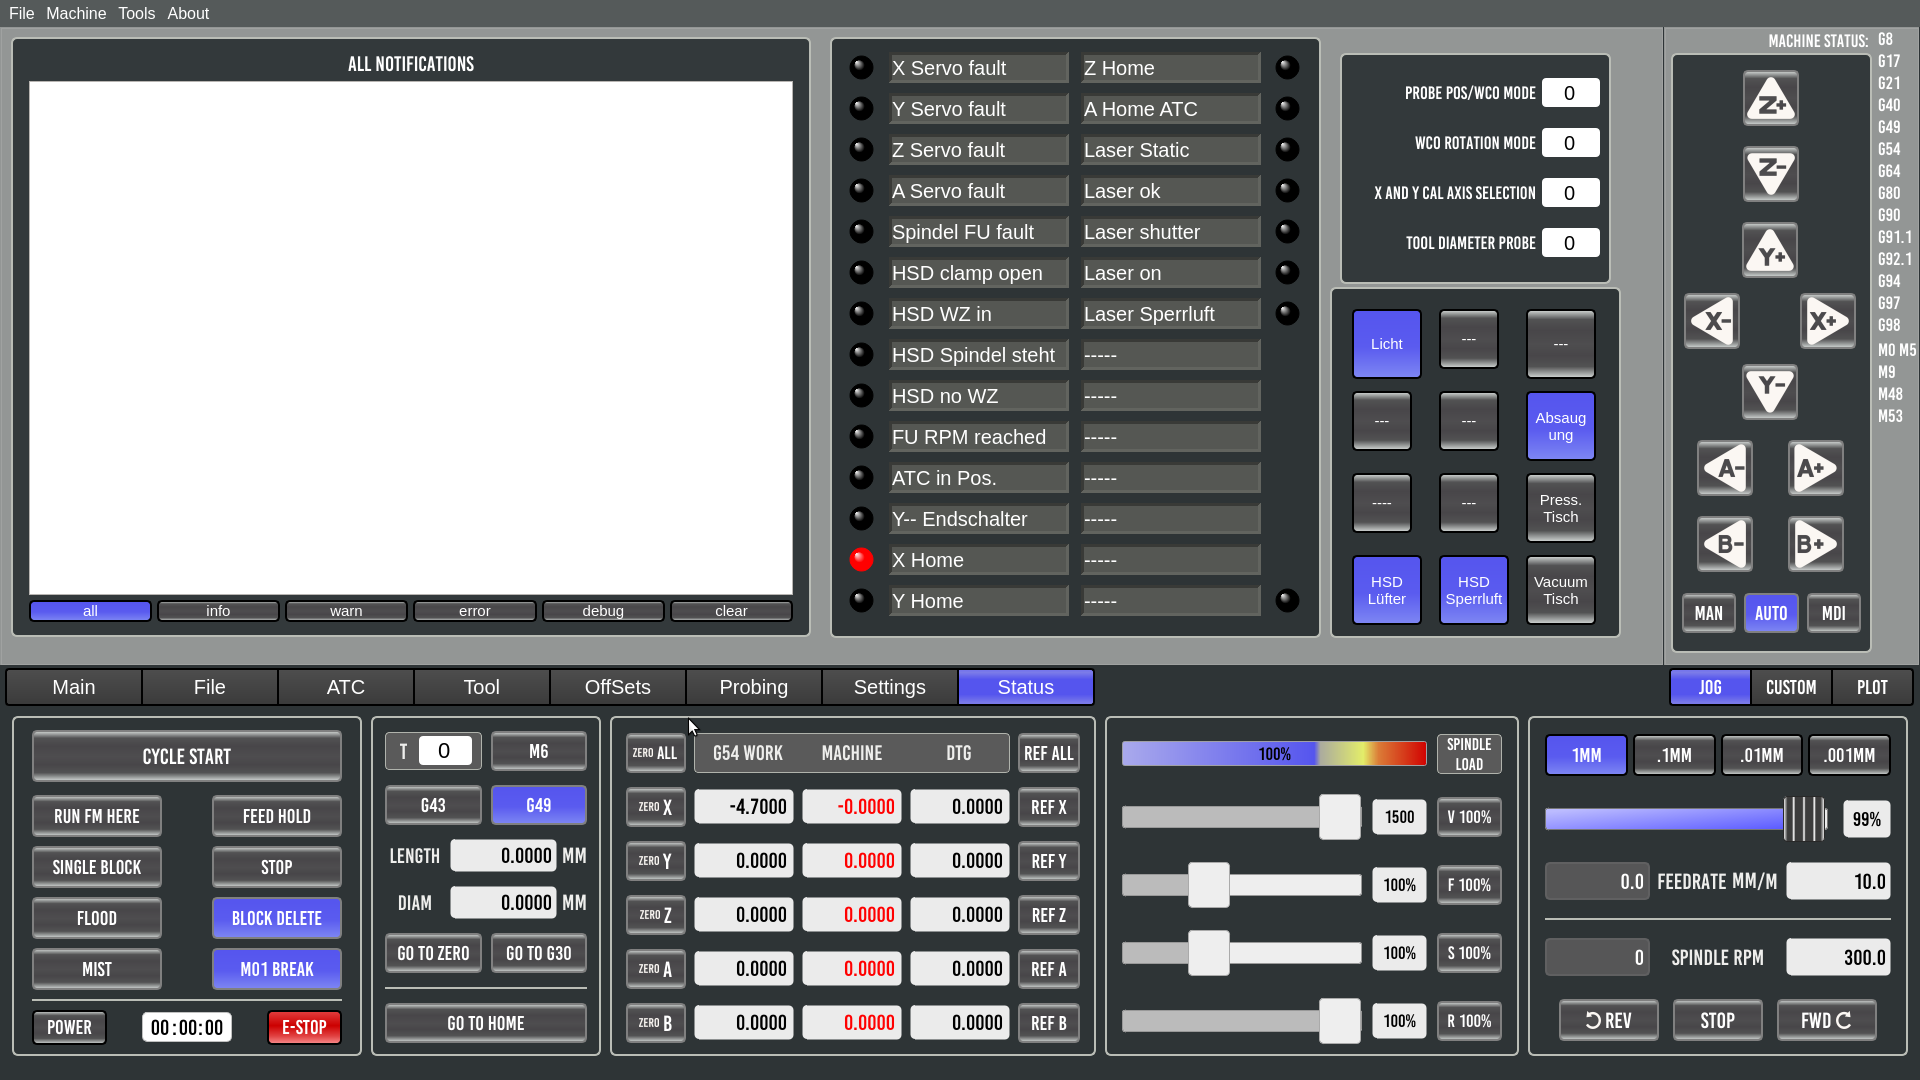 File Machine Tools About
ALL NOTIFICATIONS
all info warn error debug clear
X Servo fault Z Home
Y Servo fault A Home ATC
Z Servo fault Laser Static
A Servo fault Laser ok
Spindel FU fault Laser shutter
HSD clamp open Laser on
HSD WZ in Laser Sperrluft
HSD Spindel steht -----
HSD no WZ -----
FU RPM reached -----
ATC in Pos. -----
Y-- Endschalter -----
X Home -----
Y Home -----
PROBE POS/WCO MODE 0
WCO ROTATION MODE 0
X AND Y CAL AXIS SELECTION 0
TOOL DIAMETER PROBE 0
Licht --- ---
--- --- Absaug
ung
---- --- Press.
Tisch
HSD
Lüfter
HSD
Sperrluft
Vacuum
Tisch
MACHINE STATUS:
G8
G17
G21
G40
G49
G54
G64
G80
G90
G91.1
G92.1
G94
G97
G98
M0 M5
M9
M48
M53
Z+
Z-
Y+
X- X+
Y-
A- A+
B- B+
MAN AUTO MDI
Main File ATC Tool OffSets Probing Settings Status
JOG CUSTOM PLOT
CYCLE START
RUN FM HERE FEED HOLD
SINGLE BLOCK STOP
FLOOD BLOCK DELETE
MIST M01 BREAK
POWER 00:00:00 E-STOP
T 0 M6
G43 G49
LENGTH 0.0000 MM
DIAM 0.0000 MM
GO TO ZERO GO TO G30
GO TO HOME
ZERO ALL G54 WORK MACHINE DTG REF ALL
ZERO X -4.7000 -0.0000 0.0000 REF X
ZERO Y 0.0000 0.0000 0.0000 REF Y
ZERO Z 0.0000 0.0000 0.0000 REF Z
ZERO A 0.0000 0.0000 0.0000 REF A
ZERO B 0.0000 0.0000 0.0000 REF B
100% SPINDLE
LOAD
1500 V 100%
100% F 100%
100% S 100%
100% R 100%
1MM .1MM .01MM .001MM
99%
0.0 FEEDRATE MM/M 10.0
0 SPINDLE RPM 300.0
REV STOP FWD